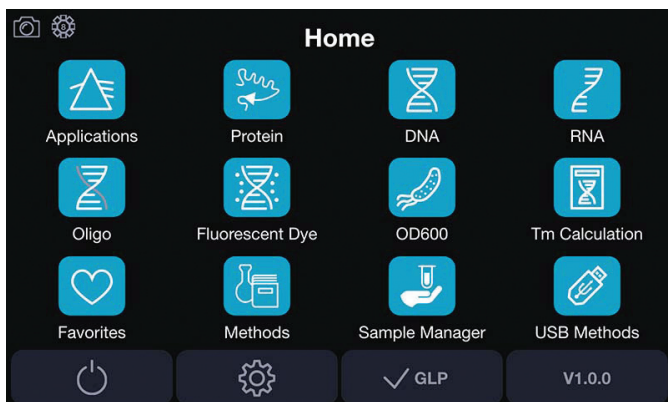 Home
Applications
Protein
DNA
RNA
Oligo
Fluorescent Dye
OD600
Tm Calculation
Favorites
Methods
Sample Manager
USB Methods
GLP
V1.0.0